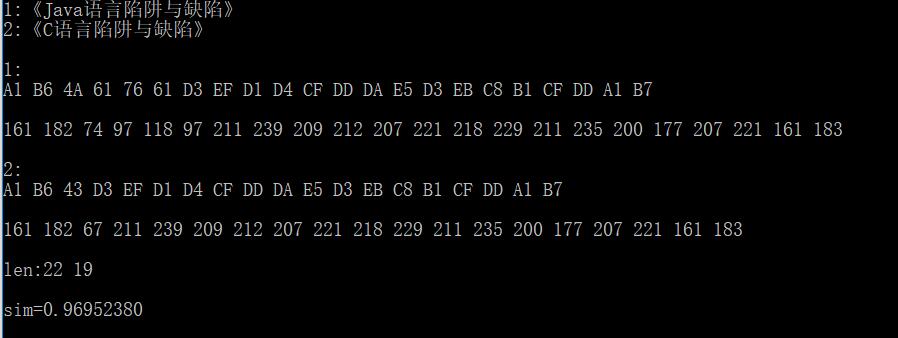 1:《Java语言陷阱与缺陷》
2:《C语言陷阱与缺陷》
1:
A1 B6 4A 61 76 61 D3 EF D1 D4 CF DD DA E5 D3 EB C8 B1 CF DD A1 B7
161 182 74 97 118 97 211 239 209 212 207 221 218 229 211 235 200 177 207 221 161 183
2:
A1 B6 43 D3 EF D1 D4 CF DD DA E5 D3 EB C8 B1 CF DD A1 B7
161 182 67 211 239 209 212 207 221 218 229 211 235 200 177 207 221 161 183
len:22 19
sim=0.96952380